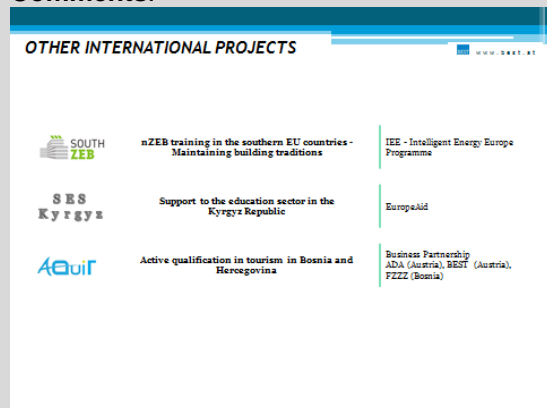 Comments:
OTHER INTERNATIONAL PROJECTS
www.best.at
SOUTH
ZEB
nZEB training in the southern EU countries -
Maintaining building traditions
IEE - Intelligent Energy Europe
Programme
SES
Kyrgyz
Support to the education sector in the
Kyrgyz Republic
EuropeAid
AQuiT
Active qualification in tourism in Bosnia and
Hercegovina
Business Partnership
ADA (Austria), BEST (Austria),
FZZZ (Bosnia)